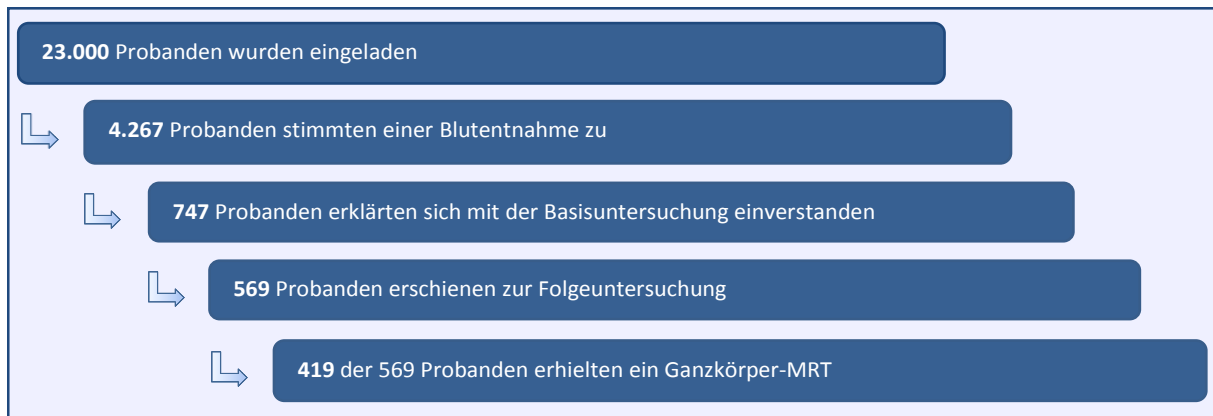 23.000 Probanden wurden eingeladen
4.267 Probanden stimmten einer Blutentnahme zu
747 Probanden erklärten sich mit der Basisuntersuchung einverstanden
569 Probanden erschienen zur Folgeuntersuchung
419 der 569 Probanden erhielten ein Ganzkörper-MRT